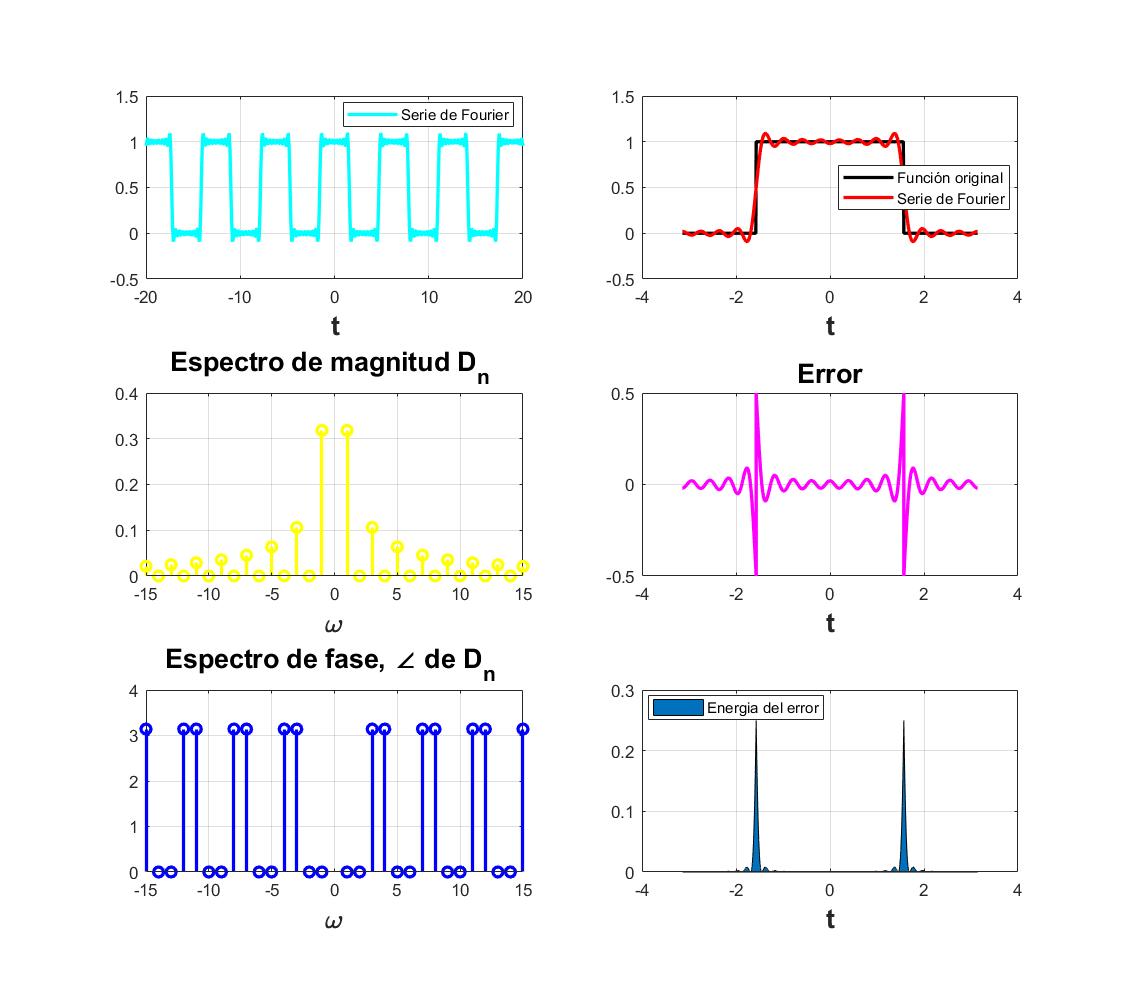 1.5
1
0.5
0
-0.5
-20 -10 0 10 20
t
Serie de Fourier
1.5
1
0.5
0
-0.5
-4 -2 0 2 4
t
Función original
Serie de Fourier
Espectro de magnitud Dn
0.4
0.3
0.2
0.1
0
-15 -10 -5 0 5 10 15
ω
Error
0.5
0
-0.5
-4 -2 0 2 4
t
Espectro de fase, ∠ de Dn
4
3
2
1
0
-15 -10 -5 0 5 10 15
ω
0.3
0.2
0.1
0
-4 -2 0 2 4
t
Energia del error